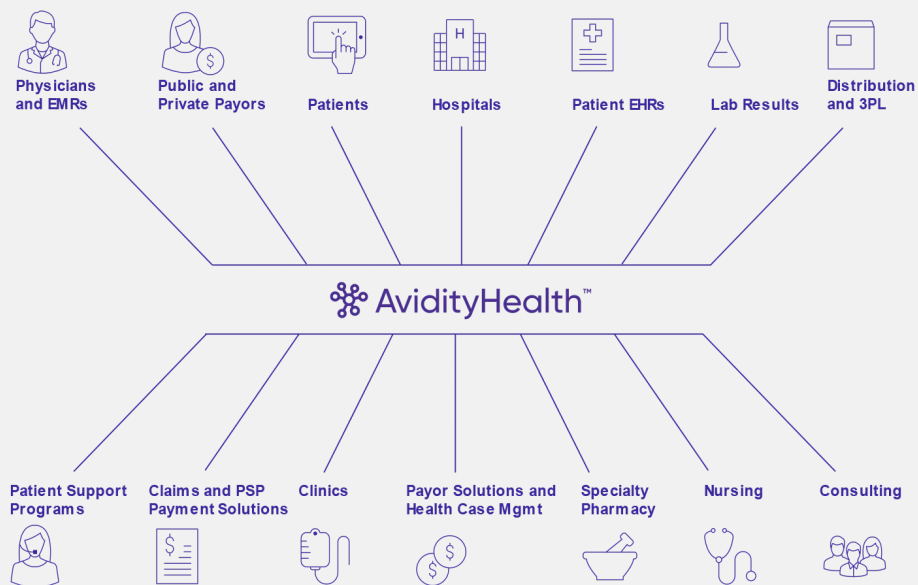 Physicians
and EMRs
Public and
Private Payors
Patients
Hospitals
H
Patient EHRs
Lab Results
Distribution
and 3PL
$
AvidityHealth™
Patient Support
Programs
Claims and PSP
Payment Solutions
Clinics
Payor Solutions and
Health Case Mgmt
Specialty
Pharmacy
Nursing
Consulting
$
$
$